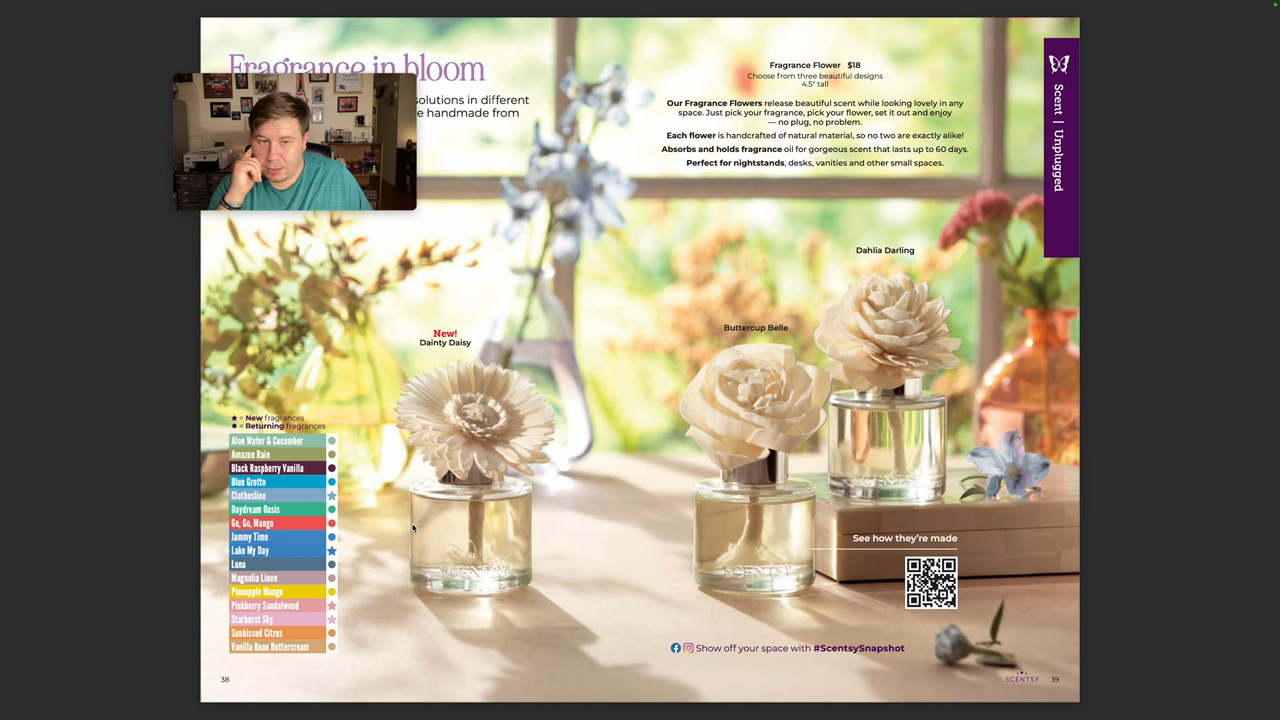 Fragrance in bloom
solutions in different
e handmade from
Fragrance Flower $18
Choose from three beautiful designs
4.5" tall
Our Fragrance Flowers release beautiful scent while looking lovely in any
space. Just pick your fragrance, pick your flower, set it out and enjoy
— no plug, no problem.
Each flower is handcrafted of natural material, so no two are exactly alike!
Absorbs and holds fragrance oil for gorgeous scent that lasts up to 60 days.
Perfect for nightstands, desks, vanities and other small spaces.
Scent | Unplugged
Dahlia Darling
Buttercup Belle
New!
Dainty Daisy
★ = New fragrances
● = Returning fragrances
Aloe Water & Cucumber
Amazon Rain
Black Raspberry Vanilla
Blue Grotto
Clothesline
Daydream Oasis
Go, Go, Mango
Jammy Time
Lake My Day
Luna
Magnolia Linen
Pineapple Mango
Pinkberry Sandalwood
Starburst Sky
Sunkissed Citrus
Vanilla Bean Buttercream
SCENTSY
SCENTSY
SCENTSY
See how they're made
Show off your space with #ScentsySnapshot
38
SCENTSY 39